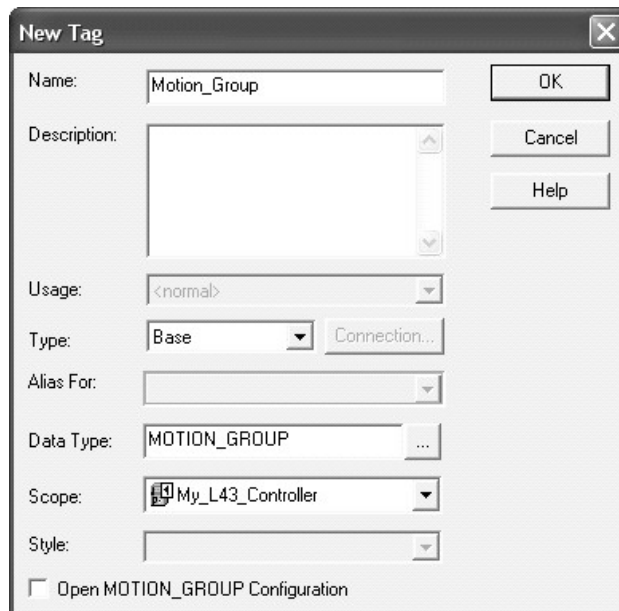 New Tag
Name: Motion_Group OK
Description: Cancel
Help
Usage: <normal>
Type: Base Connection...
Alias For:
Data Type: MOTION_GROUP ...
Scope: My_L43_Controller
Style:
Open MOTION_GROUP Configuration